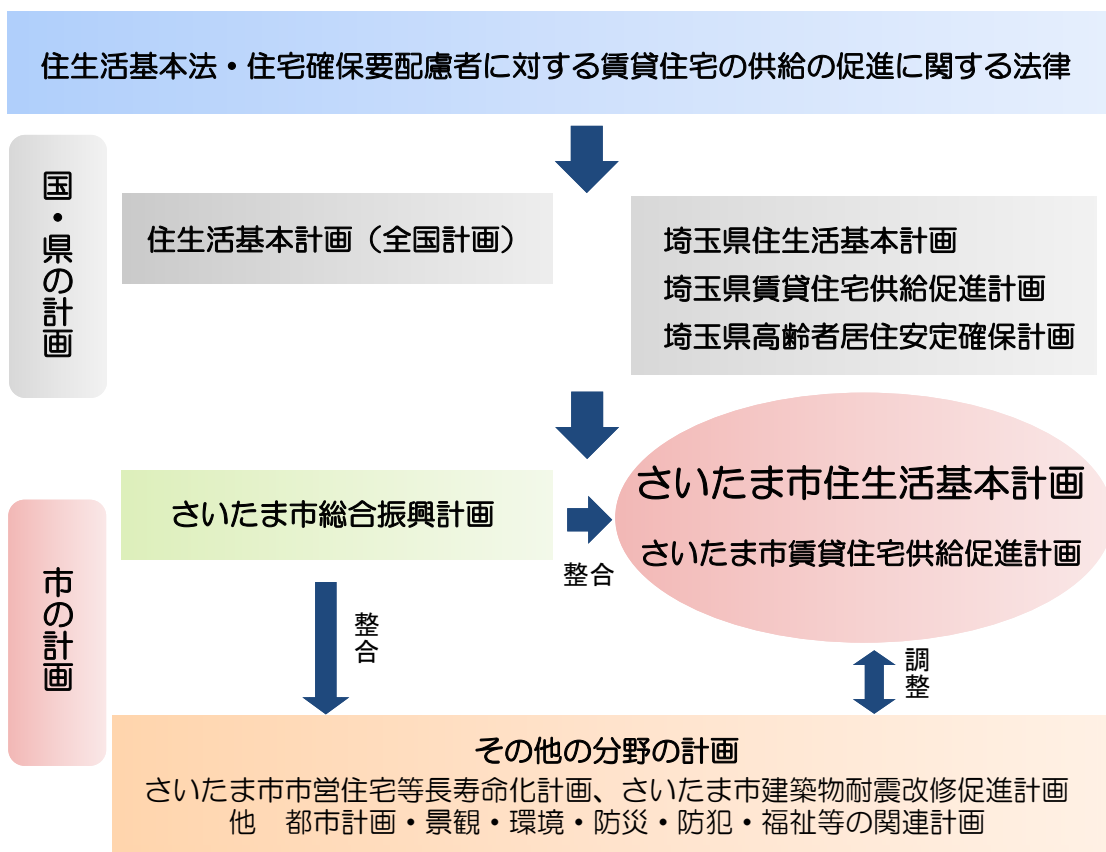 住生活基本法・住宅確保要配慮者に対する賃貸住宅の供給の促進に関する法律
国・県の計画
住生活基本計画（全国計画）
埼玉県住生活基本計画
埼玉県賃貸住宅供給促進計画
埼玉県高齢者居住安定確保計画
市の計画
さいたま市総合振興計画
整合
さいたま市住生活基本計画
さいたま市賃貸住宅供給促進計画
整合
調整
その他の分野の計画
さいたま市市営住宅等長寿命化計画、さいたま市建築物耐震改修促進計画
他　都市計画・景観・環境・防災・防犯・福祉等の関連計画